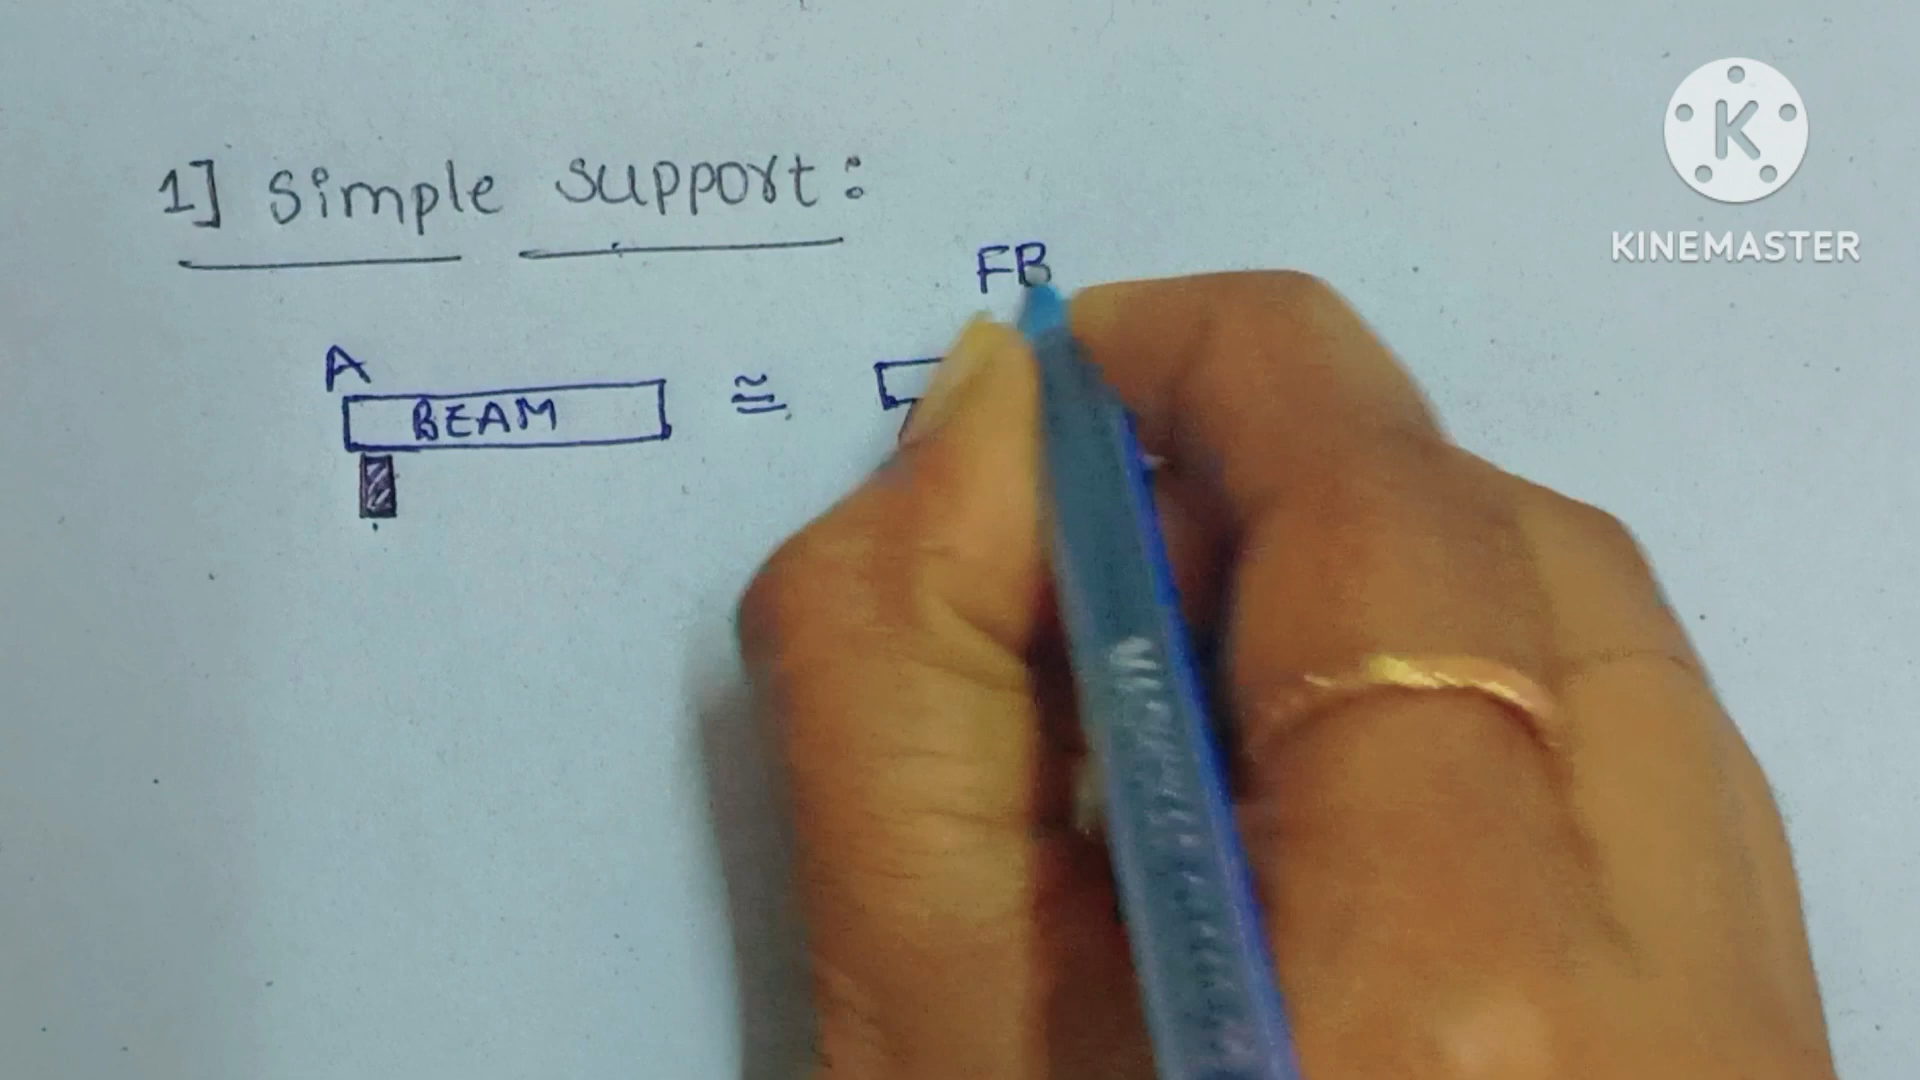 1] Simple Support:
FB
A
BEAM ≅
K
KINEMASTER